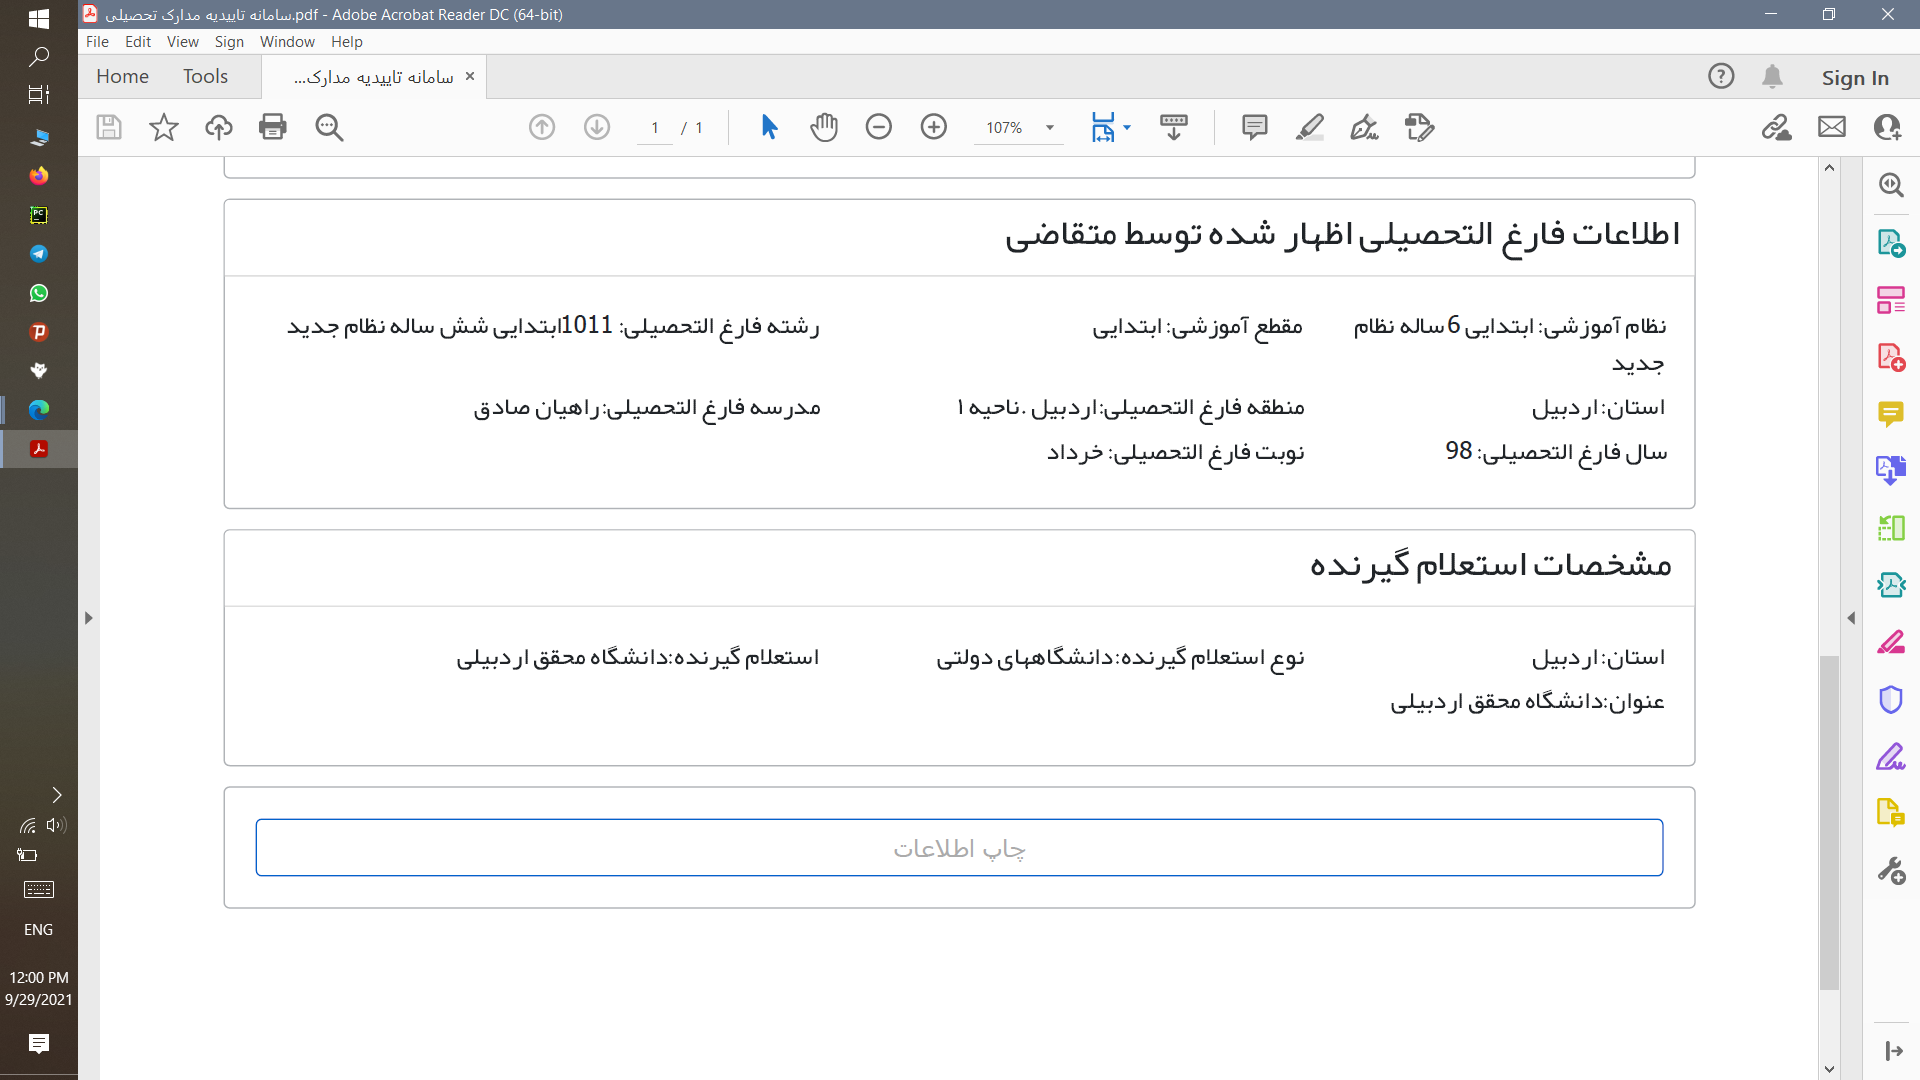 سامانه تاییدیه مدارک تحصیلی.pdf - Adobe Acrobat Reader DC (64-bit)
File Edit View Sign Window Help
Home Tools سامانه تاییدیه مدارک... × Sign In
1 / 1 107%
اطلاعات فارغ التحصیلی اظهار شده توسط متقاضی
نظام آموزشی: ابتدایی 6 ساله نظام جدید
مقطع آموزشی: ابتدایی
رشته فارغ التحصیلی: 1011ابتدایی شش ساله نظام جدید
استان: اردبیل
منطقه فارغ التحصیلی:اردبیل .ناحیه ۱
مدرسه فارغ التحصیلی:راهیان صادق
سال فارغ التحصیلی: 98
نوبت فارغ التحصیلی: خرداد
مشخصات استعلام گیرنده
استان: اردبیل
نوع استعلام گیرنده:دانشگاههای دولتی
استعلام گیرنده:دانشگاه محقق اردبیلی
عنوان:دانشگاه محقق اردبیلی
چاپ اطلاعات
ENG
12:00 PM
9/29/2021